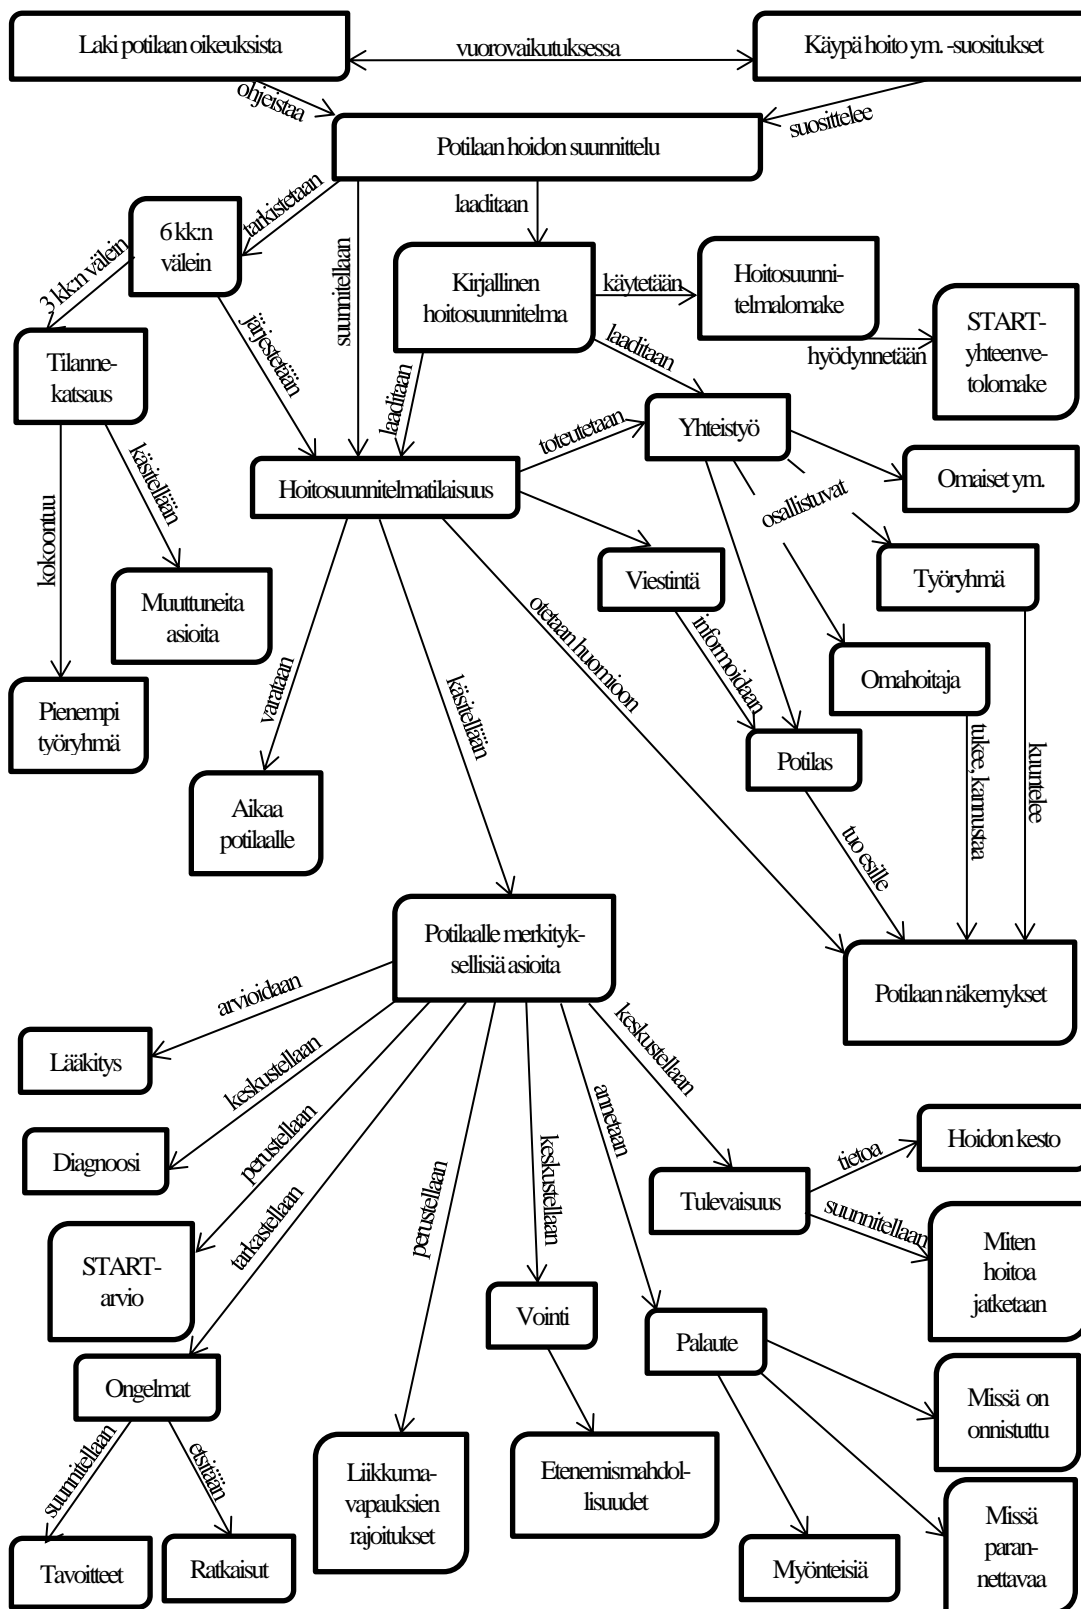 Laki potilaan oikeuksista
vuorovaikutuksessa
Käypä hoito ym. -suositukset
ohjeistaa
suosittelee
Potilaan hoidon suunnittelu
tarkistetaan
suunnitellaan
laaditaan
6 kk:n
välein
3 kk:n välein
järjestetään
Kirjallinen
hoitosuunnitelma
käytetään
Hoitosuunni-
telmalomake
hyödynnetään
START-
yhteenve-
tolomake
Tilanne-
katsaus
laaditaan
laaditaan
Yhteistyö
toteutetaan
Omaiset ym.
kokoontuu
käsitellään
Hoitosuunnitelmatilaisuus
osallistuvat
Viestintä
Työryhmä
Muuttuneita
asioita
Omahoitaja
Pienempi
työryhmä
varataan
käsitellään
otetaan huomioon
informoidaan
Potilas
tukee, kannustaa
kuuntelee
Aikaa
potilaalle
tuo esille
Potilaalle merkityk-
sellisiä asioita
Potilaan näkemykset
arvioidaan
Lääkitys
keskustellaan
Diagnoosi
perustellaan
START-
arvio
tarkastellaan
perustellaan
keskustellaan
annetaan
keskustellaan
Tulevaisuus
tietoa
Hoidon kesto
suunnitellaan
Miten
hoitoa
jatketaan
Vointi
Palaute
Ongelmat
Missä on
onnistuttu
suunnitellaan
etsitään
Liikkuma-
vapauksien
rajoitukset
Etenemismahdol-
lisuudet
Tavoitteet
Ratkaisut
Myönteisiä
Missä
paran-
nettavaa